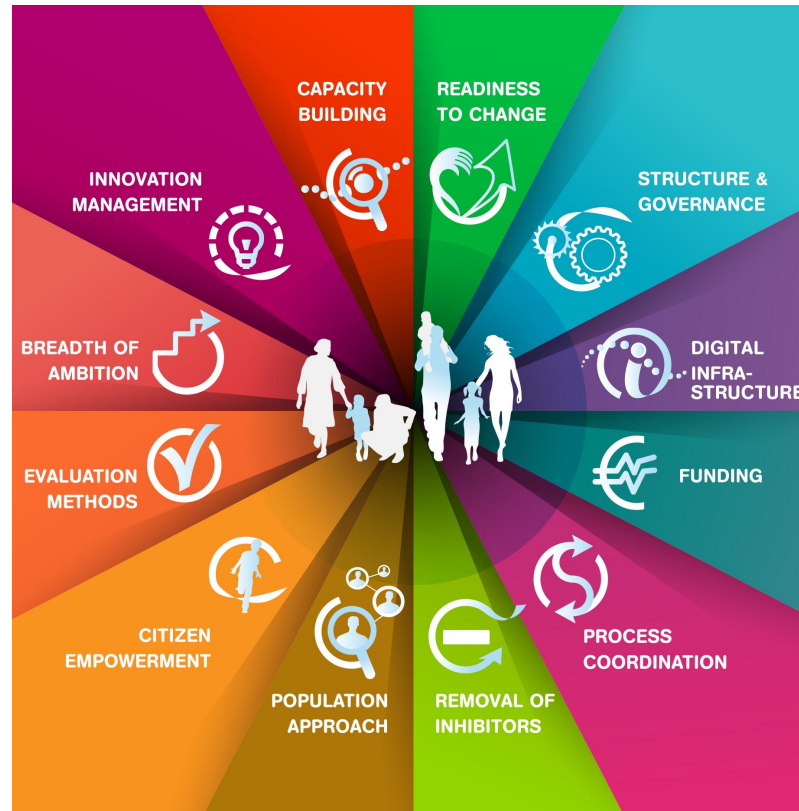 CAPACITY
BUILDING
READINESS
TO CHANGE
STRUCTURE &
GOVERNANCE
DIGITAL
INFRA-
STRUCTURE
FUNDING
PROCESS
COORDINATION
REMOVAL OF
INHIBITORS
POPULATION
APPROACH
CITIZEN
EMPOWERMENT
EVALUATION
METHODS
BREADTH OF
AMBITION
INNOVATION
MANAGEMENT